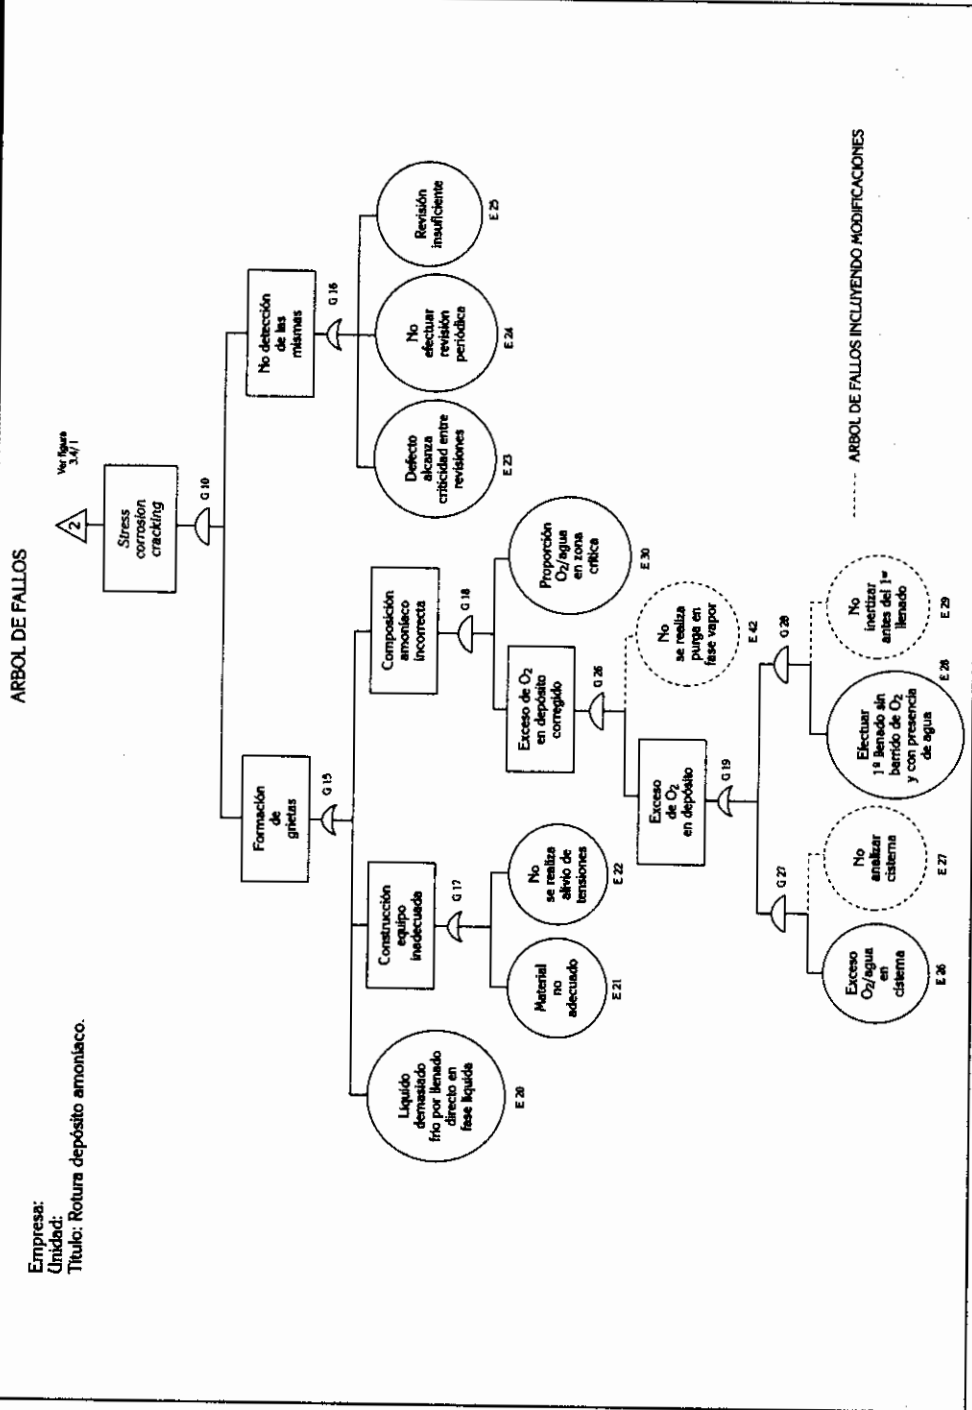 ARBOL DE FALLOS
Empresa:
Unidad:
Título: Rotura depósito amoníaco.
Ver figura
3.4/1
2
Stress
corrosion
cracking
G 10
Formación
de
grietas
G 15
No detección
de las
mismas
G 16
Líquido
demasiado
frío por llenado
directo en
fase líquida
E 20
Construcción
equipo
inadecuada
G 17
Composición
amoníaco
incorrecta
G 18
Defecto
alcanza
criticidad entre
revisiones
E 23
No
efectuar
revisión
periódica
E 24
Revisión
insuficiente
E 25
Material
no
adecuado
E 21
No
se realiza
alivio de
tensiones
E 22
Exceso de O2
en depósito
corregido
G 26
Proporción
O2/agua
en zona
crítica
E 30
Exceso
de O2
en depósito
G 19
No
se realiza
purga en
fase vapor
E 42
G 27
G 28
Exceso
O2/agua
en
cisterna
E 26
No
analizar
cisterna
E 27
Efectuar
1º llenado sin
barrido de O2
y con presencia
de agua
E 28
No
inertizar
antes del 1er
llenado
E 29
----- ARBOL DE FALLOS INCLUYENDO MODIFICACIONES